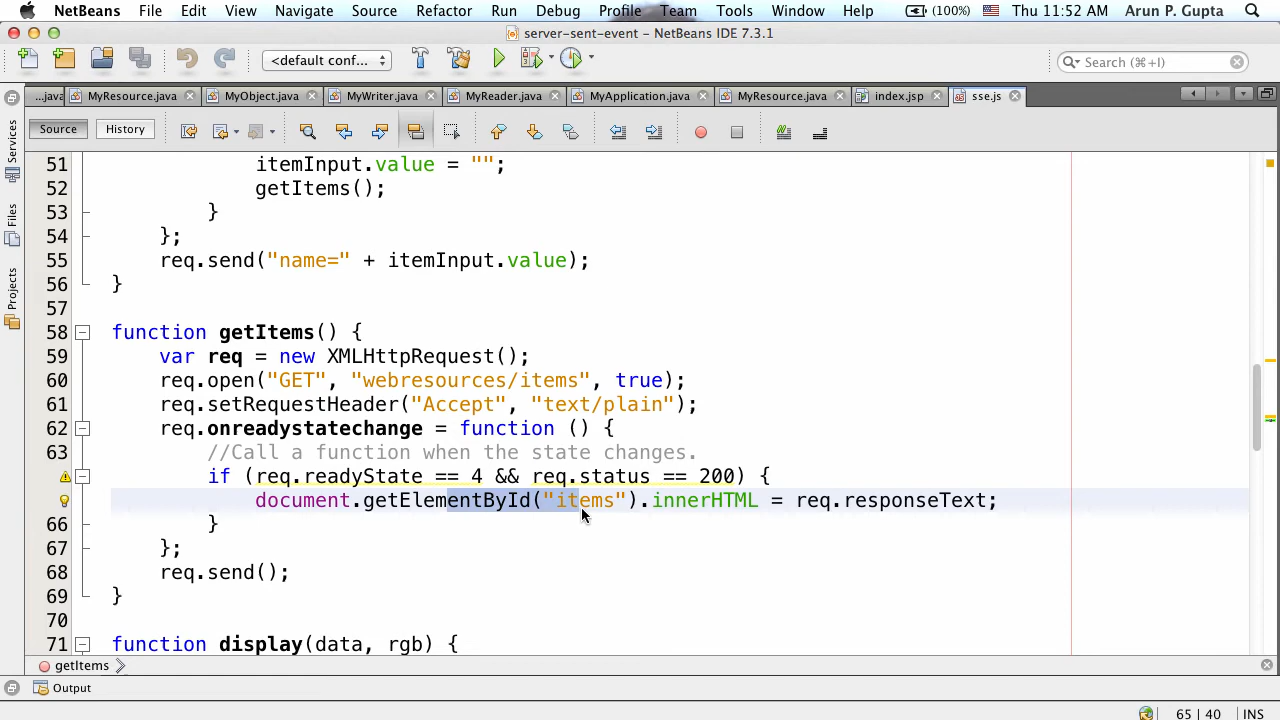 NetBeans File Edit View Navigate Source Refactor Run Debug Profile Team Tools Window Help (100%) Thu 11:52 AM Arun P. Gupta
server-sent-event – NetBeans IDE 7.3.1
<default conf... Search (⌘+I)
...java MyResource.java MyObject.java MyWriter.java MyReader.java MyApplication.java MyResource.java index.jsp sse.js
Source History
Services
Files
Projects
51 itemInput.value = "";
52 getItems();
53 }
54 };
55 req.send("name=" + itemInput.value);
56 }
57
58 function getItems() {
59 var req = new XMLHttpRequest();
60 req.open("GET", "webresources/items", true);
61 req.setRequestHeader("Accept", "text/plain");
62 req.onreadystatechange = function () {
63 //Call a function when the state changes.
if (req.readyState == 4 && req.status == 200) {
document.getElementById("items").innerHTML = req.responseText;
66 }
67 };
68 req.send();
69 }
70
71 function display(data, rgb) {
getItems
Output
65 | 40 INS